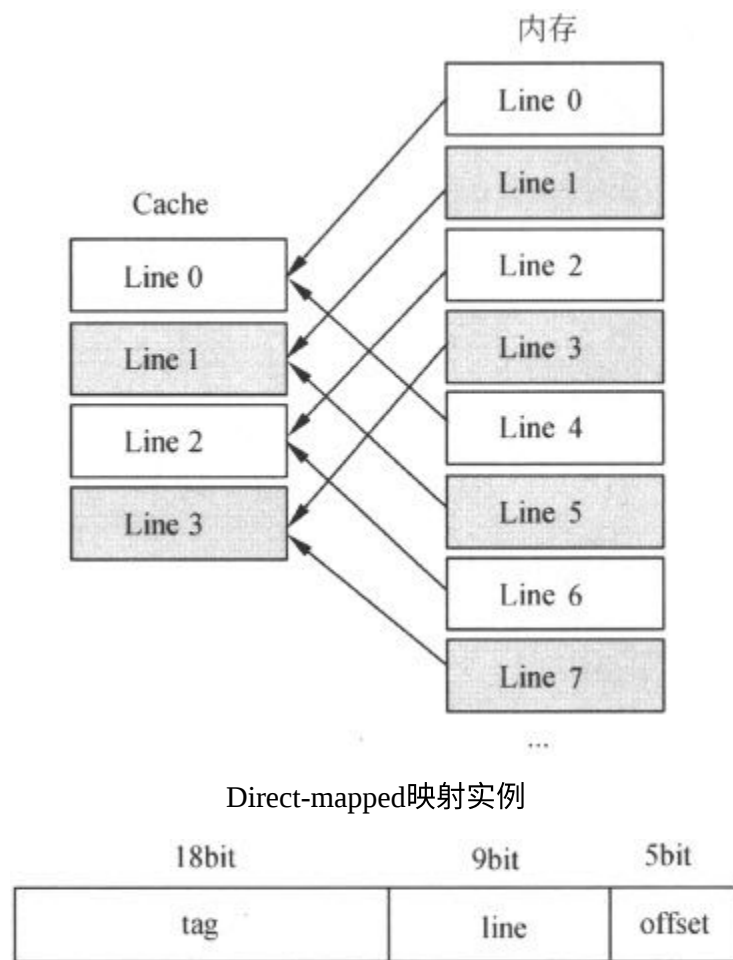 内存
Line 0
Line 1
Line 2
Line 3
Line 4
Line 5
Line 6
Line 7
...
Cache
Line 0
Line 1
Line 2
Line 3
Direct-mapped映射实例
18bit 9bit 5bit
tag line offset